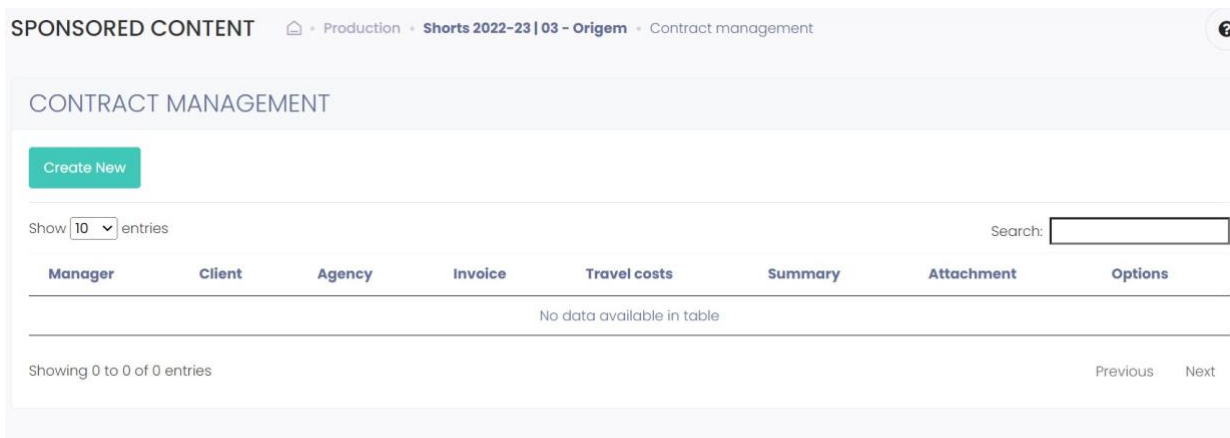 SPONSORED CONTENT Production Shorts 2022-23 | 03 - Origem Contract management ?
CONTRACT MANAGEMENT
Create New
Show 10 entries Search:
Manager Client Agency Invoice Travel costs Summary Attachment Options
No data available in table
Showing 0 to 0 of 0 entries Previous Next